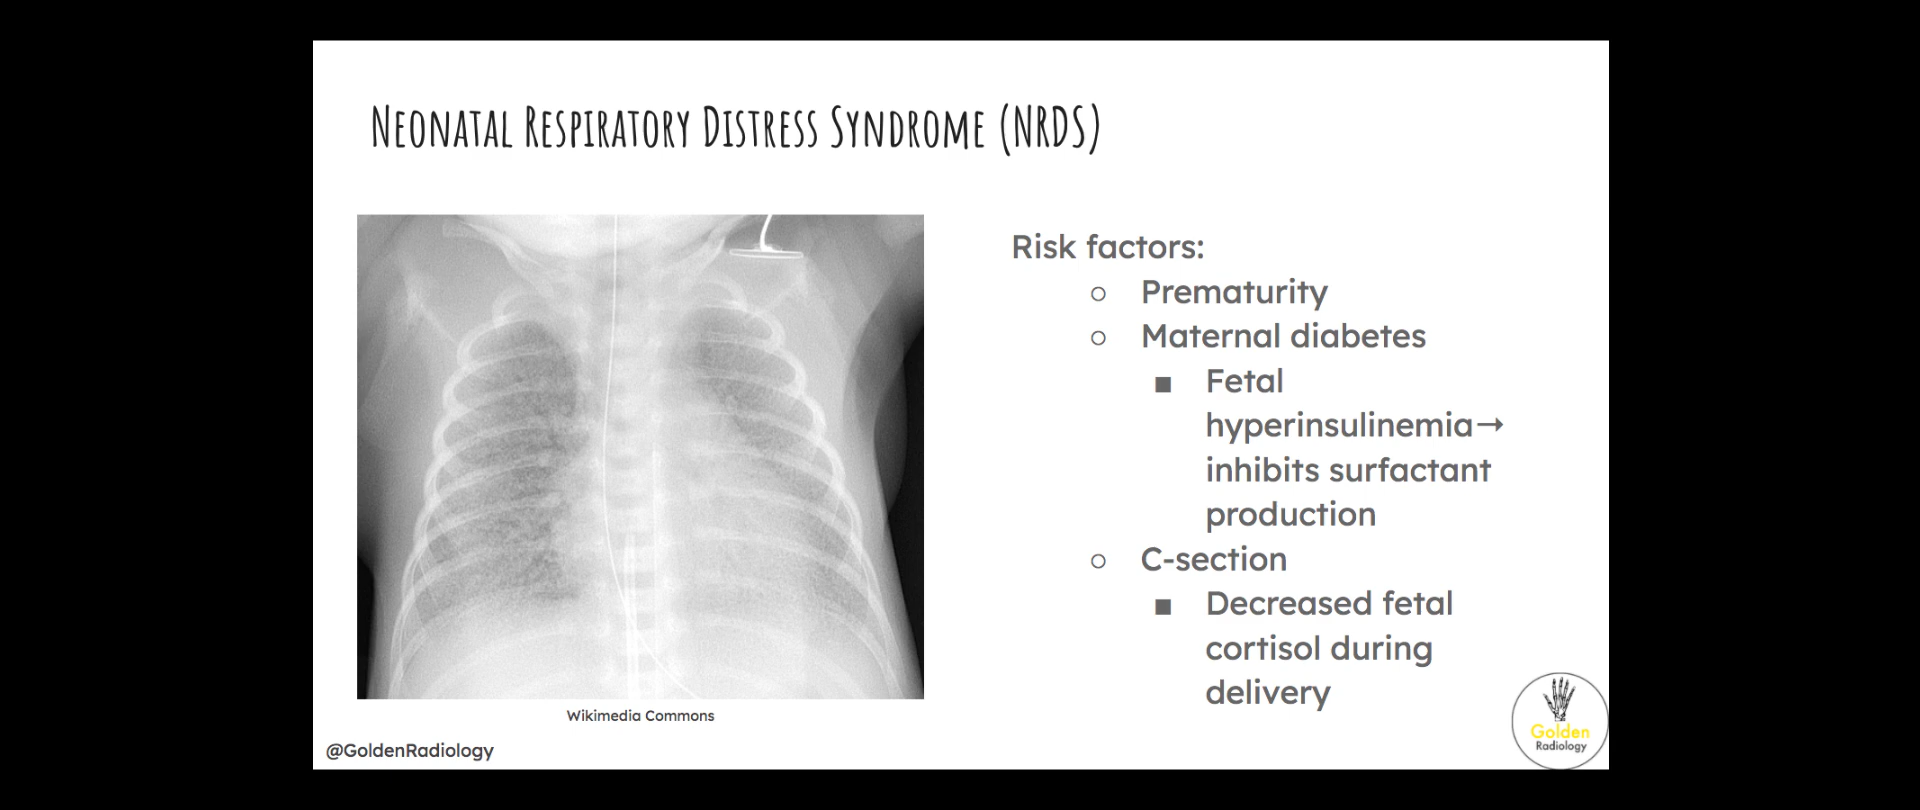 Neonatal Respiratory Distress Syndrome (NRDS)
Risk factors:
○ Prematurity
○ Maternal diabetes
■ Fetal
hyperinsulinemia→
inhibits surfactant
production
○ C-section
■ Decreased fetal
cortisol during
delivery
Wikimedia Commons
@GoldenRadiology
Golden
Radiology